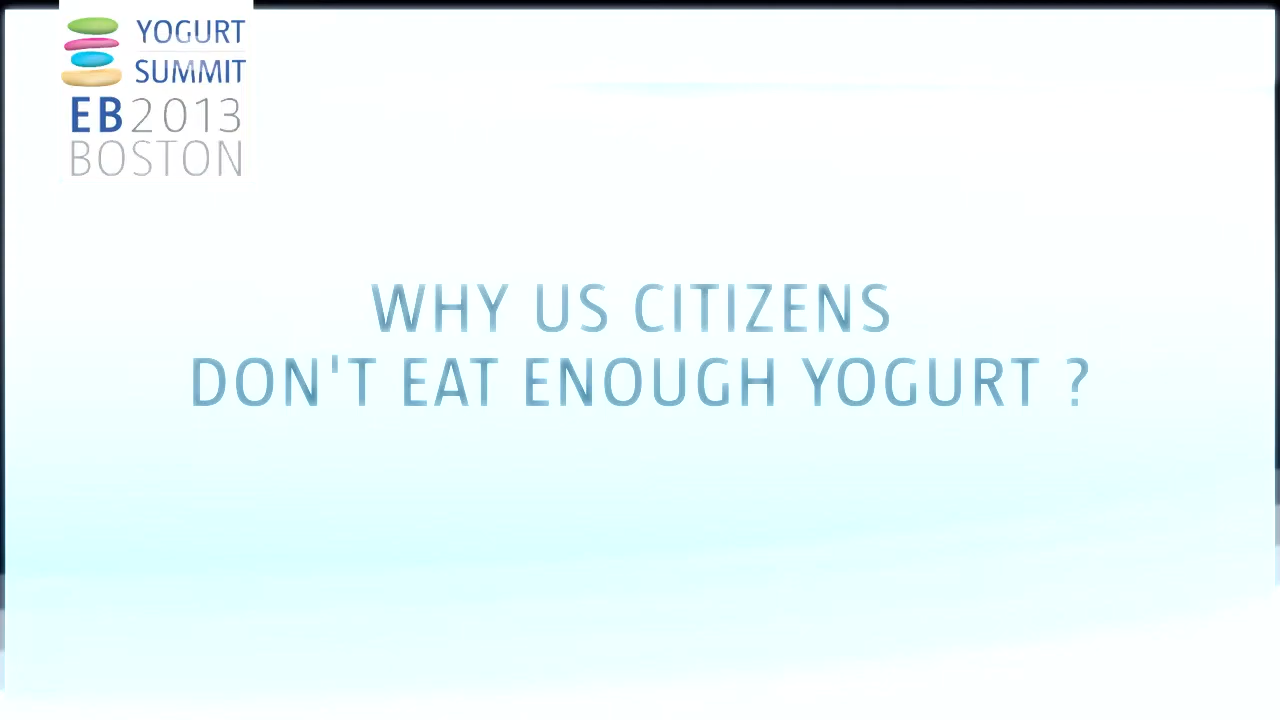 YOGURT
SUMMIT
EB2013
BOSTON
WHY US CITIZENS
DON'T EAT ENOUGH YOGURT ?